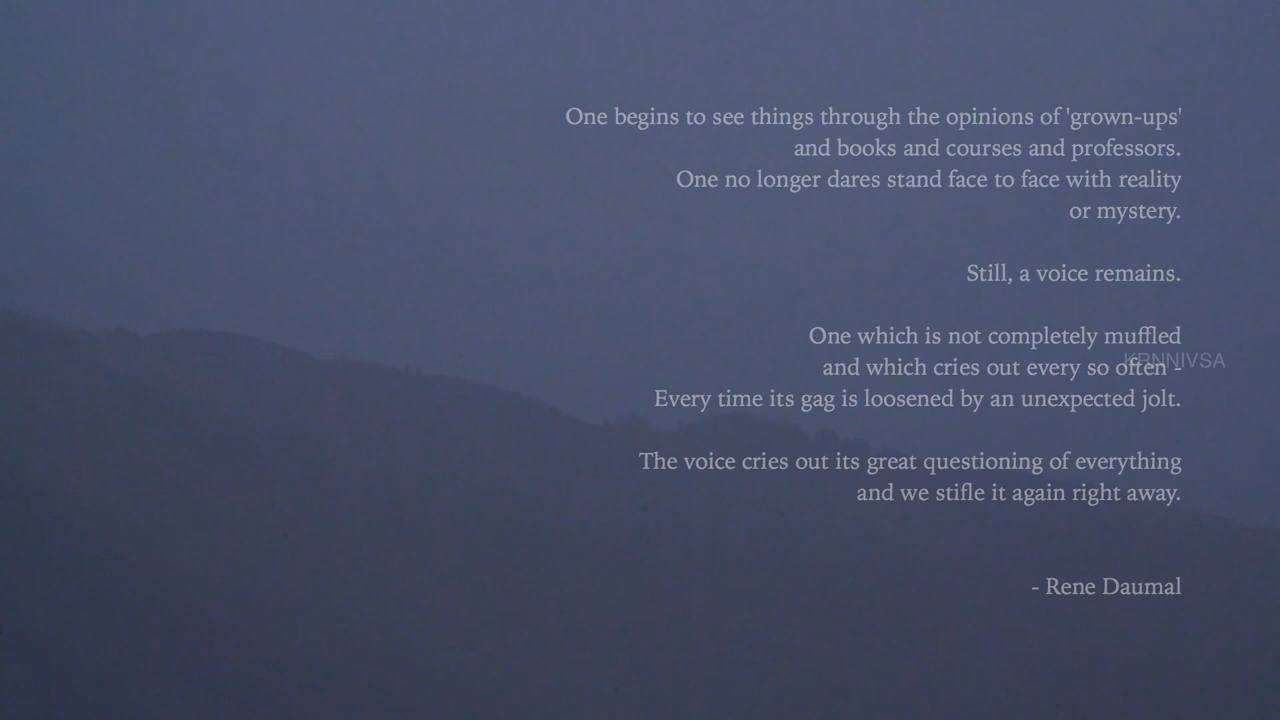 One begins to see things through the opinions of 'grown-ups'
and books and courses and professors.
One no longer dares stand face to face with reality
or mystery.
Still, a voice remains.
One which is not completely muffled
KRNNIVSA
and which cries out every so often -
Every time its gag is loosened by an unexpected jolt.
The voice cries out its great questioning of everything
and we stifle it again right away.
- Rene Daumal